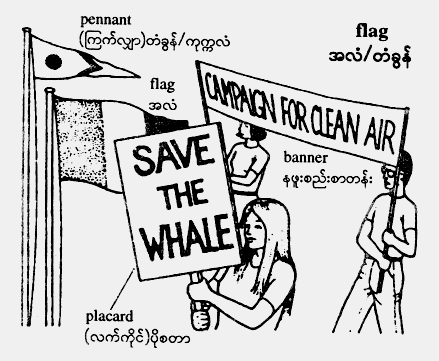 pennant
(ကြက်လျှာ)တံခွန်/ကုက္ကလံ
flag
အလံ/တံခွန်
flag
အလံ
CAMPAIGN FOR CLEAN AIR
banner
နဖူးစည်းစာတန်း
SAVE
THE
WHALE
placard
(လက်ကိုင်)ပိုစတာ